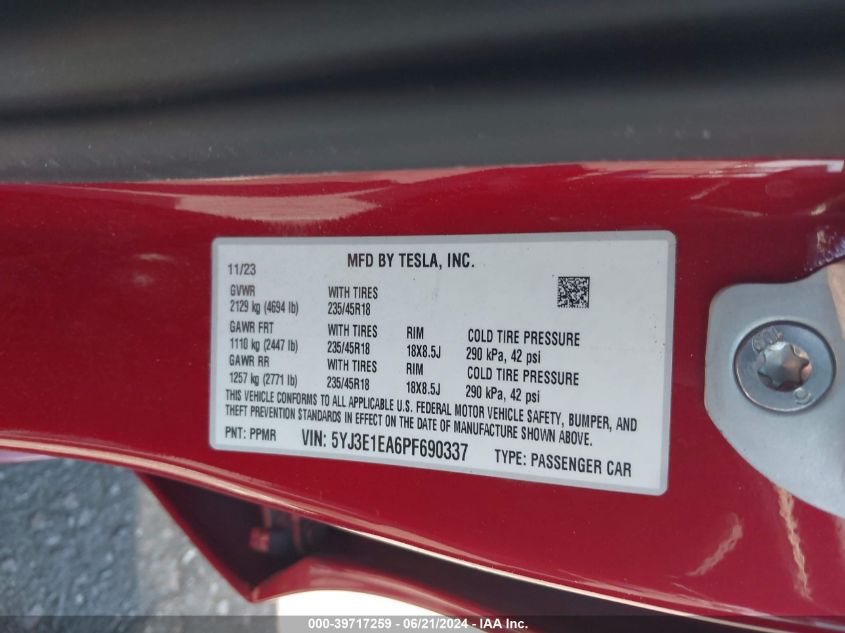 MFD BY TESLA, INC.
11/23
GVWR WITH TIRES
2129 kg (4694 lb) 235/45R18
GAWR FRT WITH TIRES RIM COLD TIRE PRESSURE
1110 kg (2447 lb) 235/45R18 18X8.5J 290 kPa, 42 psi
GAWR RR WITH TIRES RIM COLD TIRE PRESSURE
1257 kg (2771 lb) 235/45R18 18X8.5J 290 kPa, 42 psi
THIS VEHICLE CONFORMS TO ALL APPLICABLE U.S. FEDERAL MOTOR VEHICLE SAFETY, BUMPER, AND
THEFT PREVENTION STANDARDS IN EFFECT ON THE DATE OF MANUFACTURE SHOWN ABOVE.
PNT: PPMR VIN: 5YJ3E1EA6PF690337 TYPE: PASSENGER CAR
000-39717259 - 06/21/2024 - IAA Inc.